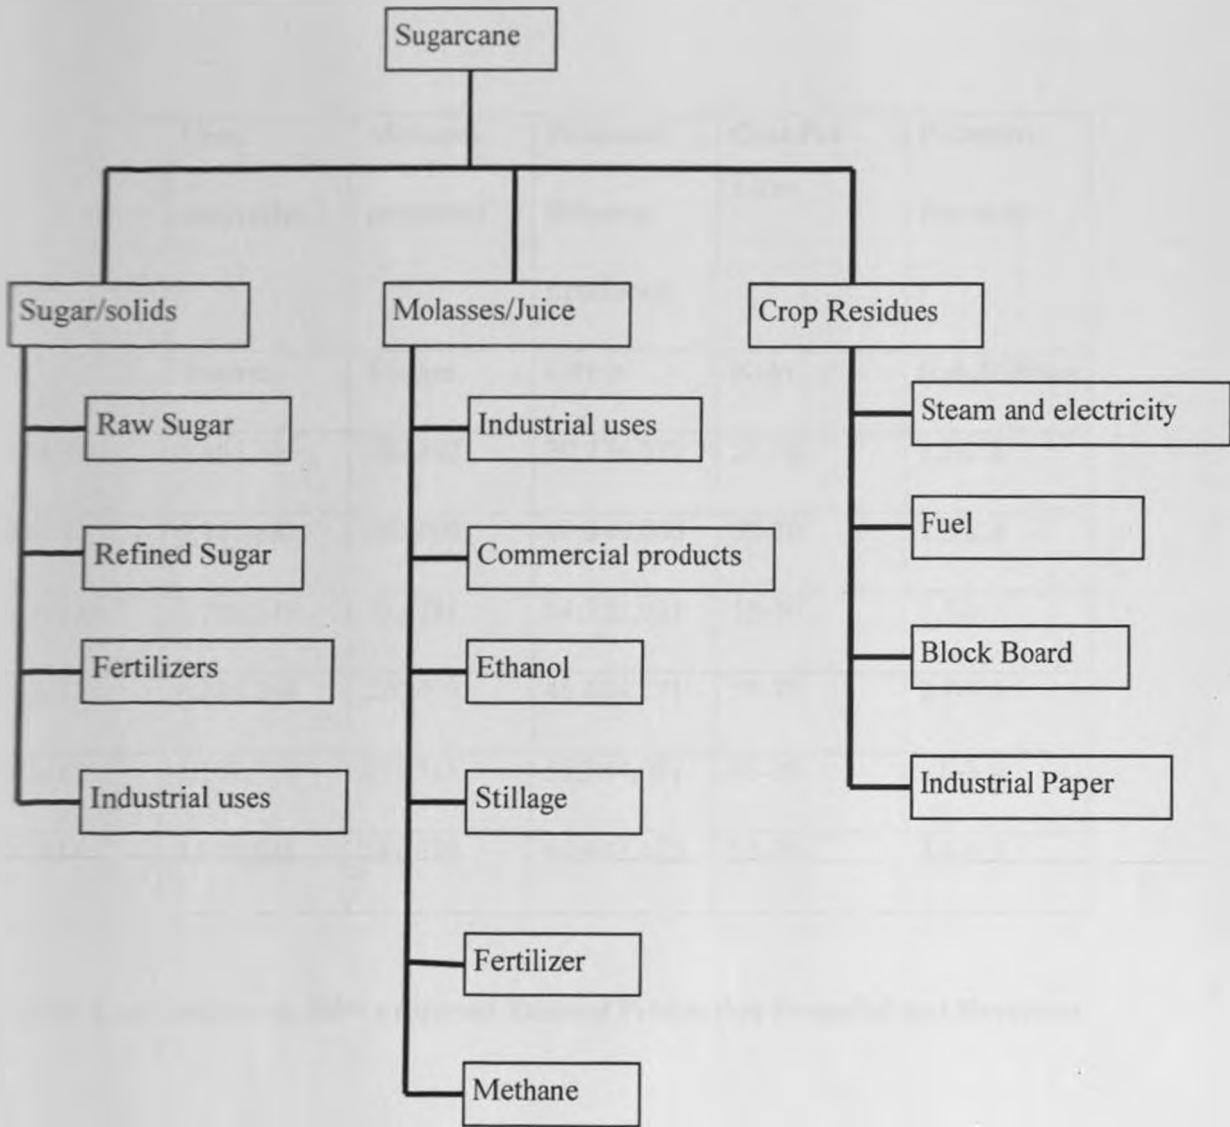 Sugarcane
Sugar/solids
Molasses/Juice
Crop Residues
Raw Sugar
Refined Sugar
Fertilizers
Industrial uses
Industrial uses
Commercial products
Ethanol
Stillage
Fertilizer
Methane
Steam and electricity
Fuel
Block Board
Industrial Paper